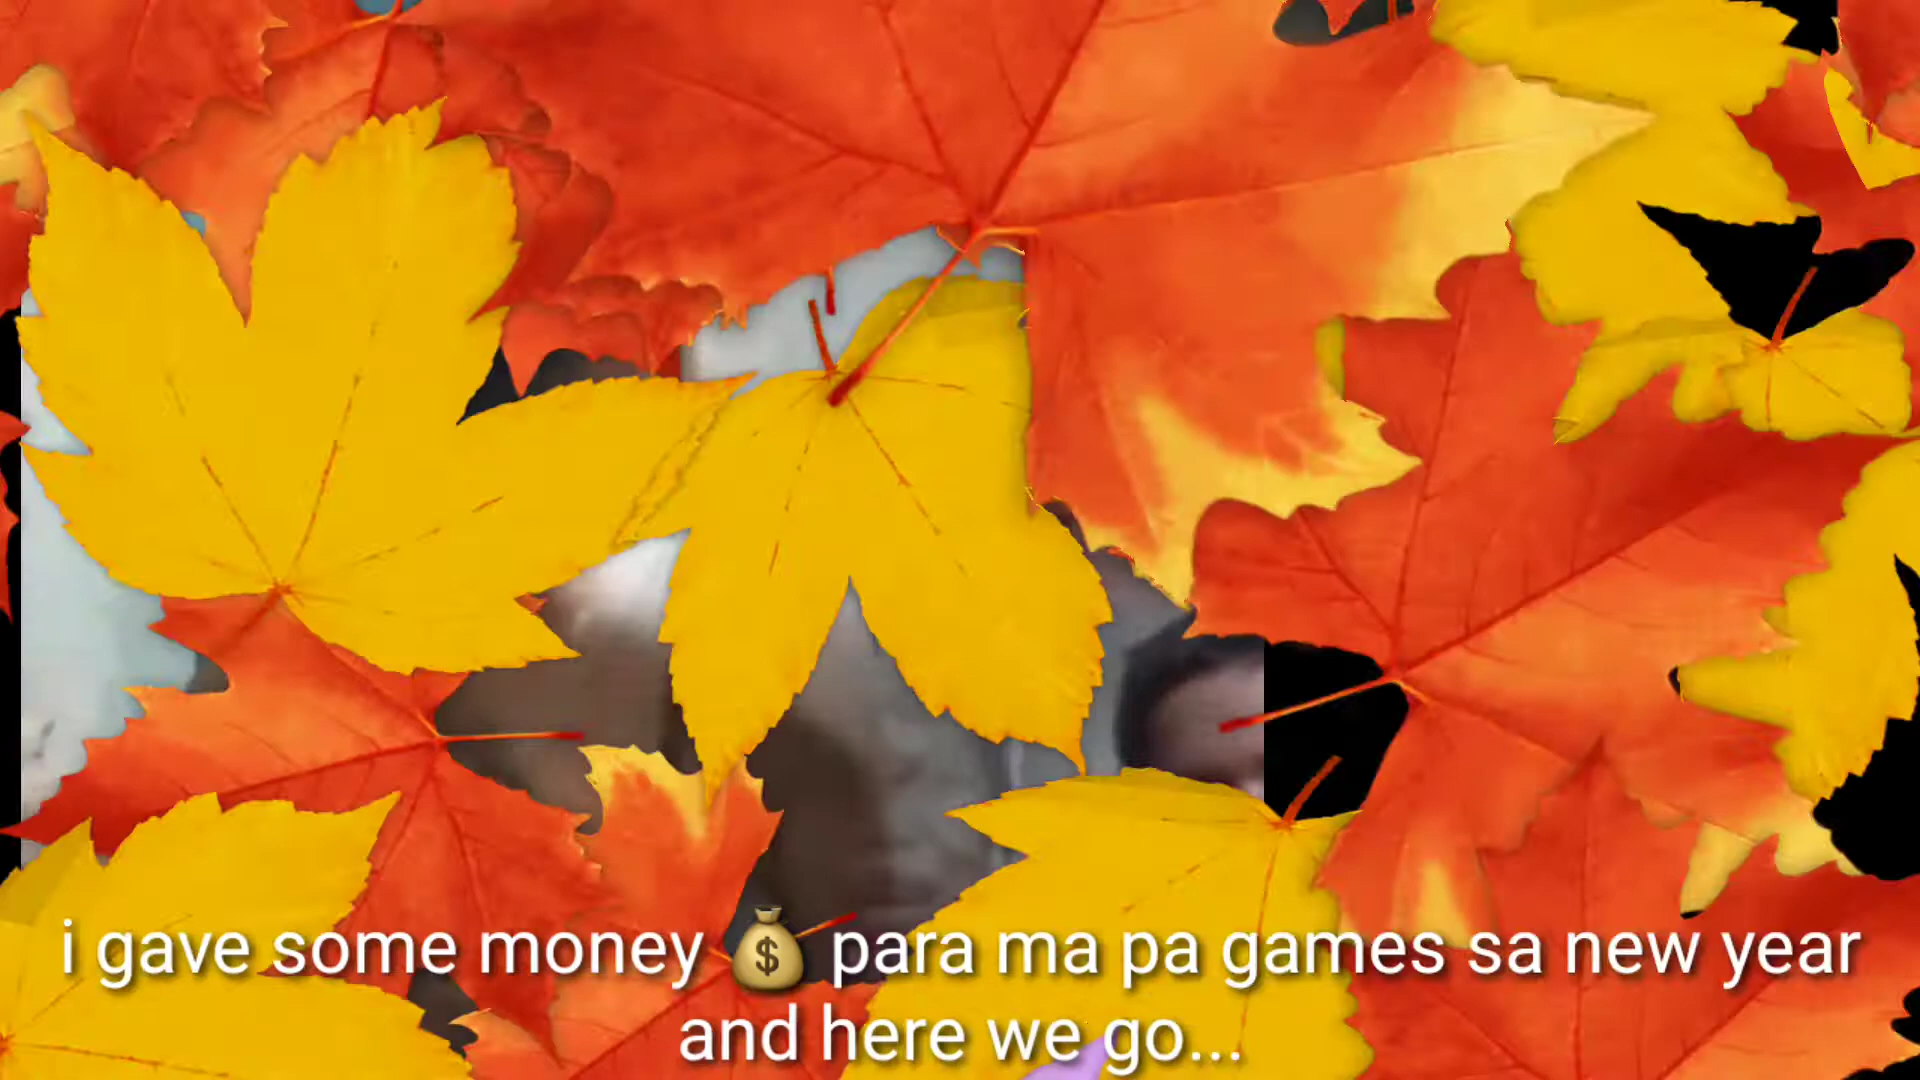 i gave some money 💰 para ma pa games sa new year
and here we go...